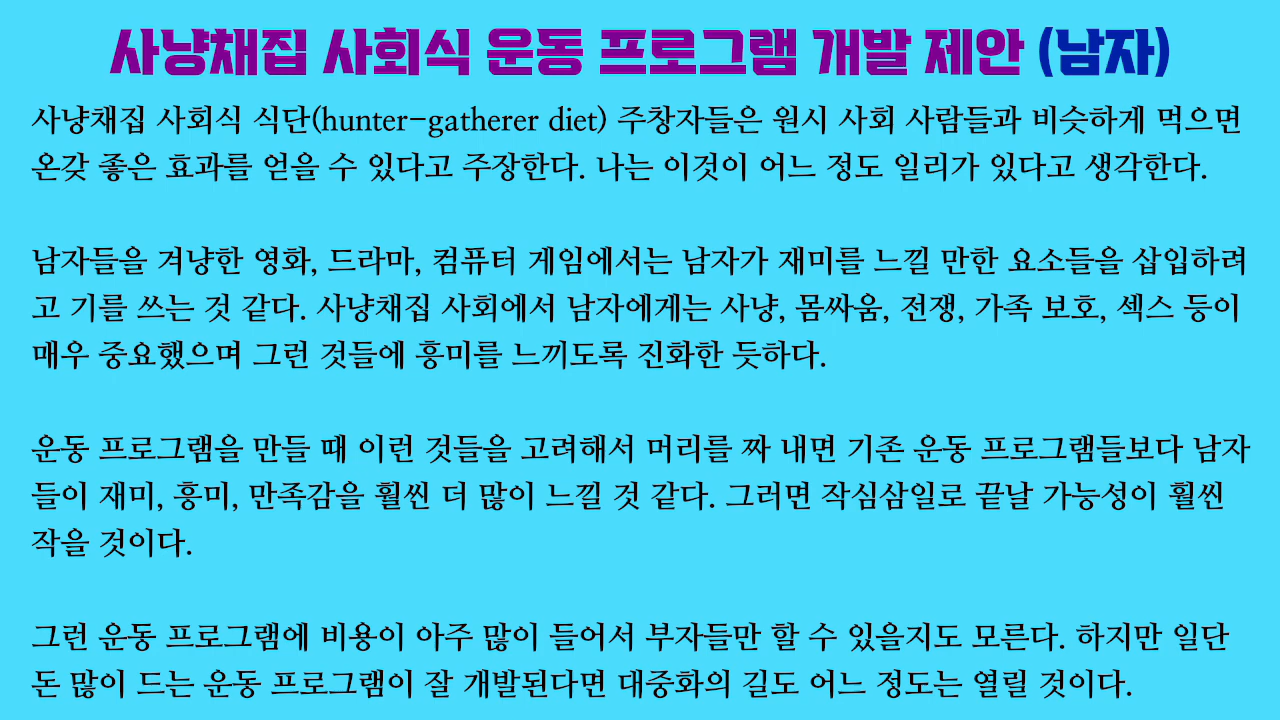 사냥채집 사회식 운동 프로그램 개발 제안 (남자)
사냥채집 사회식 식단(hunter-gatherer diet) 주창자들은 원시 사회 사람들과 비슷하게 먹으면
온갖 좋은 효과를 얻을 수 있다고 주장한다. 나는 이것이 어느 정도 일리가 있다고 생각한다.
남자들을 겨냥한 영화, 드라마, 컴퓨터 게임에서는 남자가 재미를 느낄 만한 요소들을 삽입하려
고 기를 쓰는 것 같다. 사냥채집 사회에서 남자에게는 사냥, 몸싸움, 전쟁, 가족 보호, 섹스 등이
매우 중요했으며 그런 것들에 흥미를 느끼도록 진화한 듯하다.
운동 프로그램을 만들 때 이런 것들을 고려해서 머리를 짜 내면 기존 운동 프로그램들보다 남자
들이 재미, 흥미, 만족감을 훨씬 더 많이 느낄 것 같다. 그러면 작심삼일로 끝날 가능성이 훨씬
작을 것이다.
그런 운동 프로그램에 비용이 아주 많이 들어서 부자들만 할 수 있을지도 모른다. 하지만 일단
돈 많이 드는 운동 프로그램이 잘 개발된다면 대중화의 길도 어느 정도는 열릴 것이다.